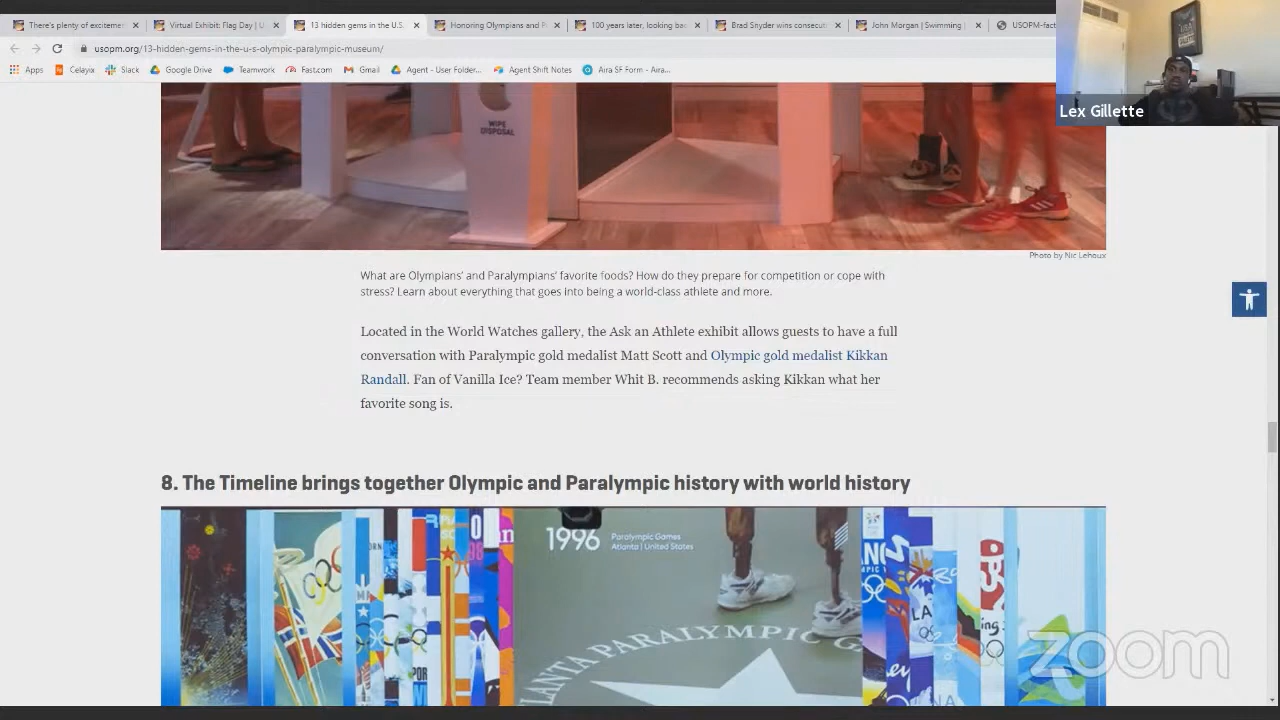 There's plenty of exciteme
Virtual Exhibit: Flag Day | U
13 hidden gems in the U.S.
Honoring Olympians and P
100 years later, looking bac
Brad Snyder wins consecuti
John Morgan | Swimming |
USOPM-fact
usopm.org/13-hidden-gems-in-the-u-s-olympic-paralympic-museum/
Apps
Celayix
Slack
Google Drive
Teamwork
Fast.com
Gmail
Agent - User Folder...
Agent Shift Notes
Aira SF Form - Aira...
Lex Gillette
WIPE
DISPOSAL
Photo by Nic Lehoux
What are Olympians' and Paralympians' favorite foods? How do they prepare for competition or cope with
stress? Learn about everything that goes into being a world-class athlete and more.
Located in the World Watches gallery, the Ask an Athlete exhibit allows guests to have a full
conversation with Paralympic gold medalist Matt Scott and Olympic gold medalist Kikkan
Randall. Fan of Vanilla Ice? Team member Whit B. recommends asking Kikkan what her
favorite song is.
8. The Timeline brings together Olympic and Paralympic history with world history
1996 Paralympic Games
Atlanta | United States
LANTA PARALYMPIC GA
zoom